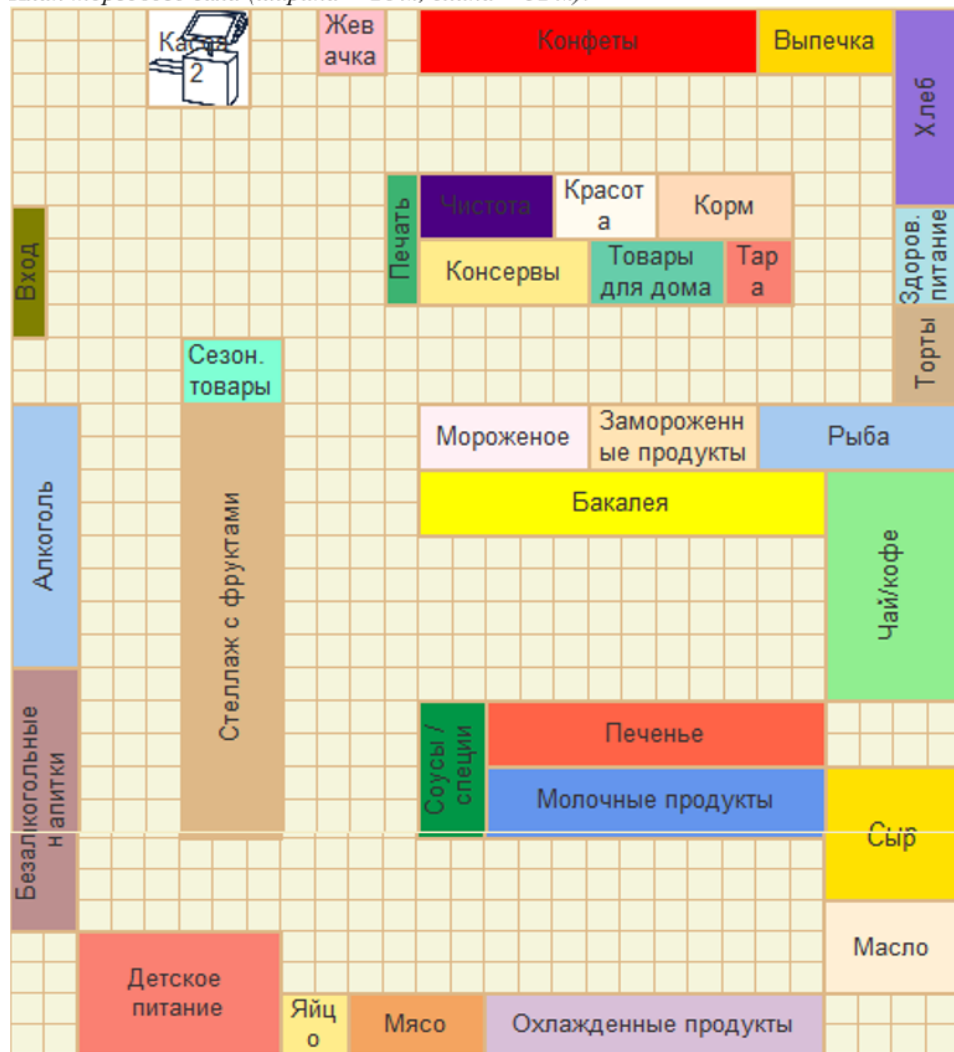 Касса
2
Жев
ачка
Конфеты
Выпечка
Хлеб
Печать
Чистота
Красот
а
Корм
Вход
Консервы
Товары
для дома
Тар
а
Здоров.
питание
Сезон.
товары
Торты
Алкоголь
Стеллаж с фруктами
Мороженое
Замороженн
ые продукты
Рыба
Бакалея
Чай/кофе
Безалкогольные
н апитки
Соусы /
специи
Печенье
Молочные продукты
Сыр
Масло
Детское
питание
Яйц
о
Мясо
Охлажденные продукты